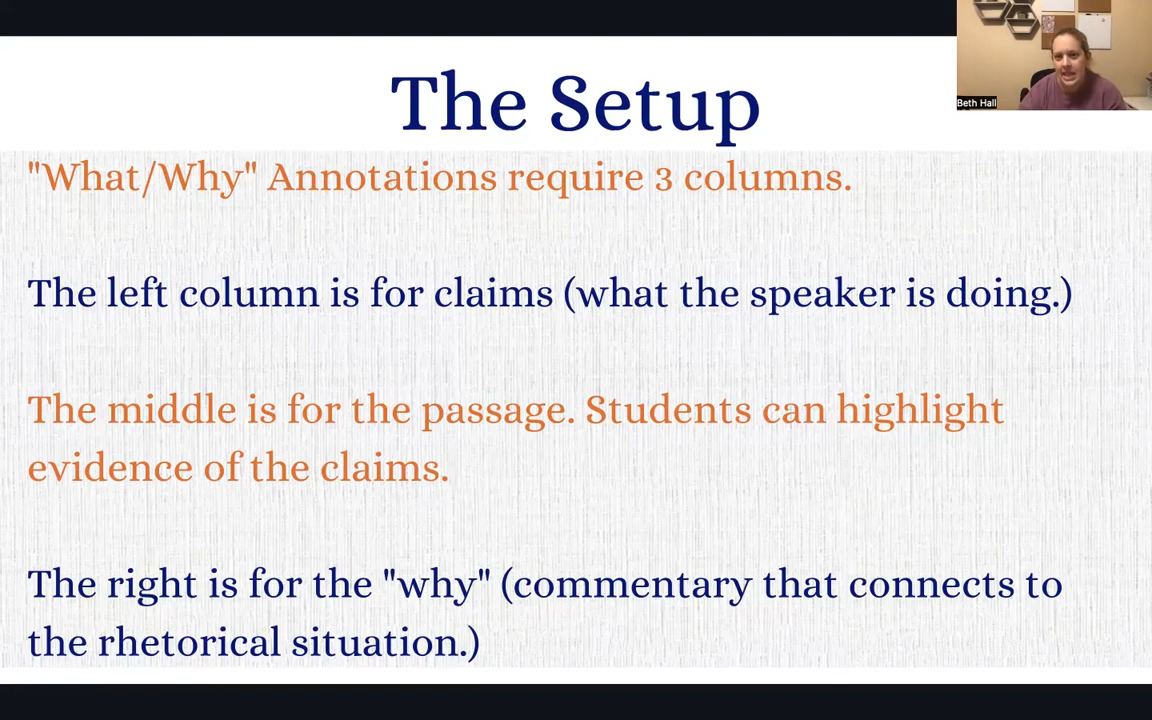 The Setup
Beth Hall
"What/Why" Annotations require 3 columns.
The left column is for claims (what the speaker is doing.)
The middle is for the passage. Students can highlight
evidence of the claims.
The right is for the "why" (commentary that connects to
the rhetorical situation.)